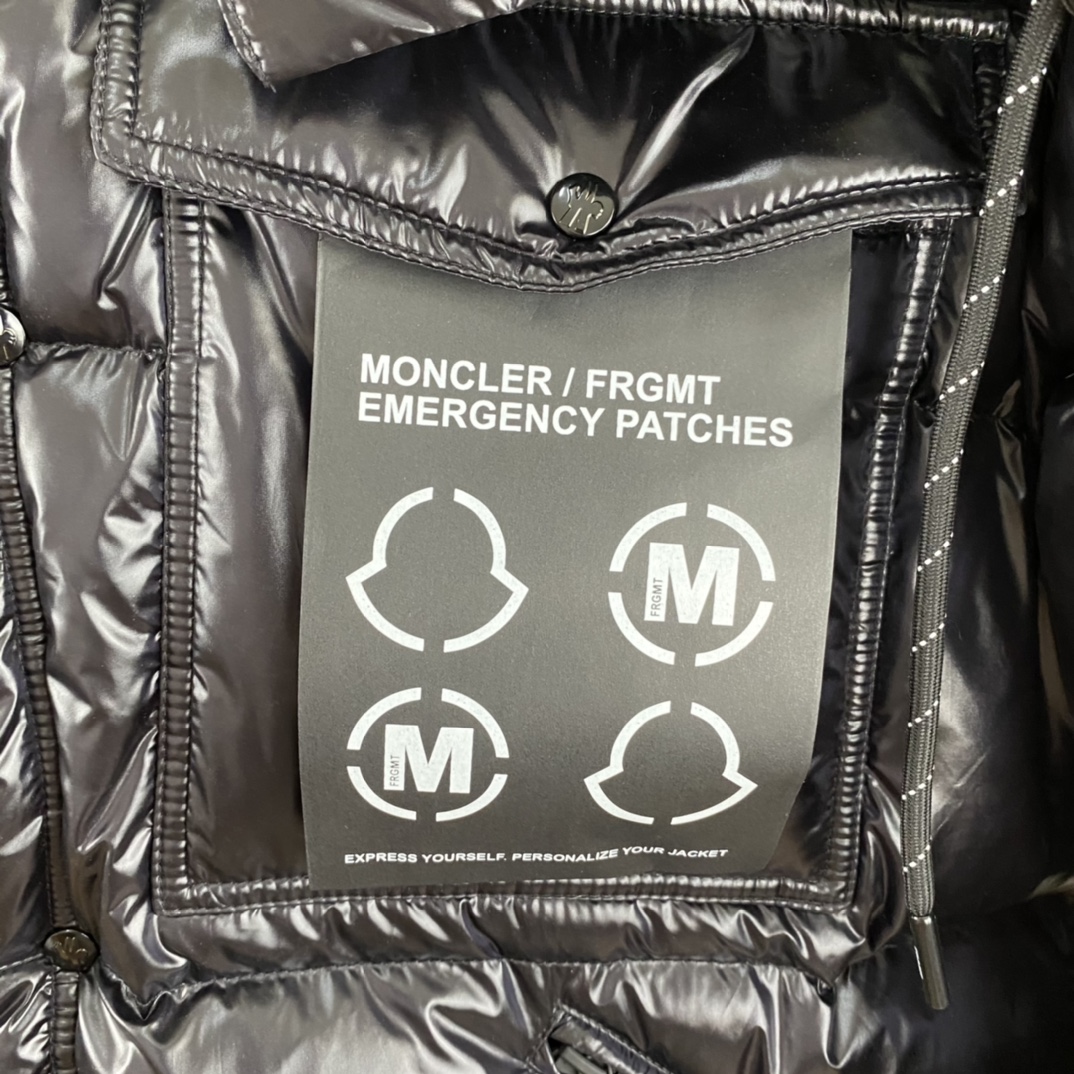 MONCLER / FRGMT
EMERGENCY PATCHES
FRGMT M
FRGMT M
EXPRESS YOURSELF. PERSONALIZE YOUR JACKET